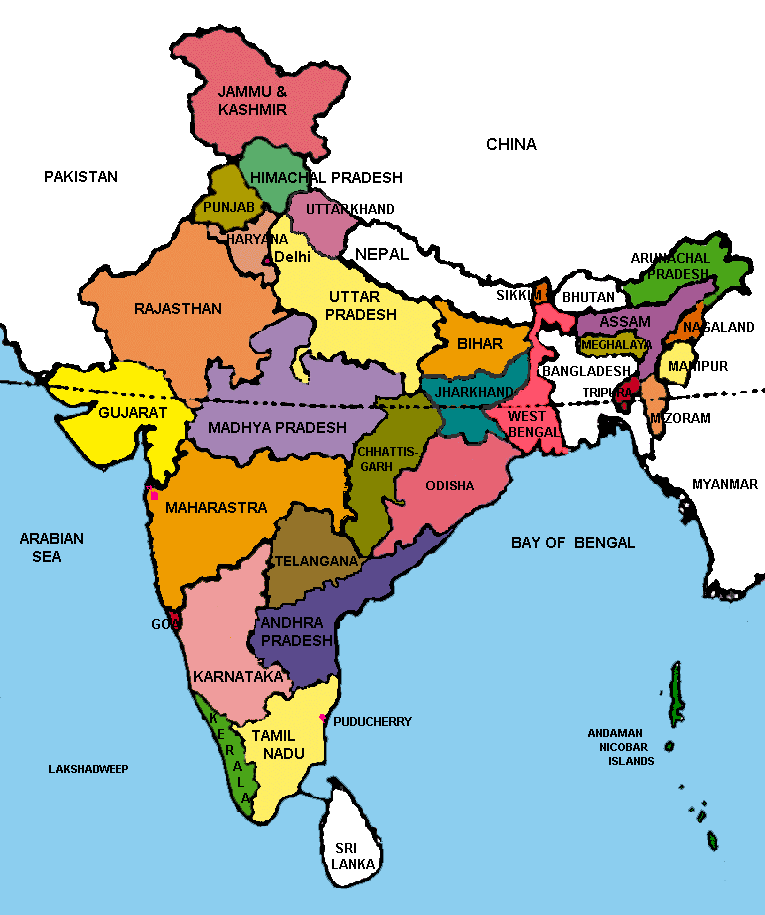 JAMMU &
KASHMIR
CHINA
PAKISTAN
HIMACHAL PRADESH
PUNJAB
UTTARKHAND
HARYANA
Delhi
NEPAL
ARUNACHAL
PRADESH
SIKKIM
BHUTAN
RAJASTHAN
UTTAR
PRADESH
ASSAM
NAGALAND
BIHAR
MEGHALAYA
MANIPUR
BANGLADESH
JHARKHAND
TRIPURA
GUJARAT
WEST
BENGAL
MIZORAM
MADHYA PRADESH
CHHATTIS-
GARH
ODISHA
MYANMAR
MAHARASTRA
ARABIAN
SEA
BAY OF BENGAL
TELANGANA
GOA
ANDHRA
PRADESH
KARNATAKA
KERALA
PUDUCHERRY
TAMIL
NADU
ANDAMAN
NICOBAR
ISLANDS
LAKSHADWEEP
SRI
LANKA